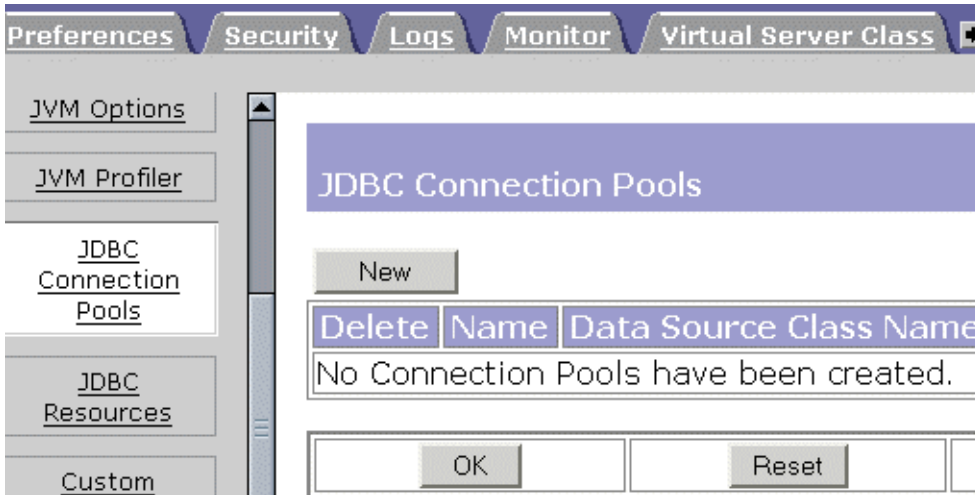 Preferences Security Logs Monitor Virtual Server Class
JVM Options
JVM Profiler
JDBC
Connection
Pools
JDBC
Resources
Custom
JDBC Connection Pools
New
Delete Name Data Source Class Name
No Connection Pools have been created.
OK Reset